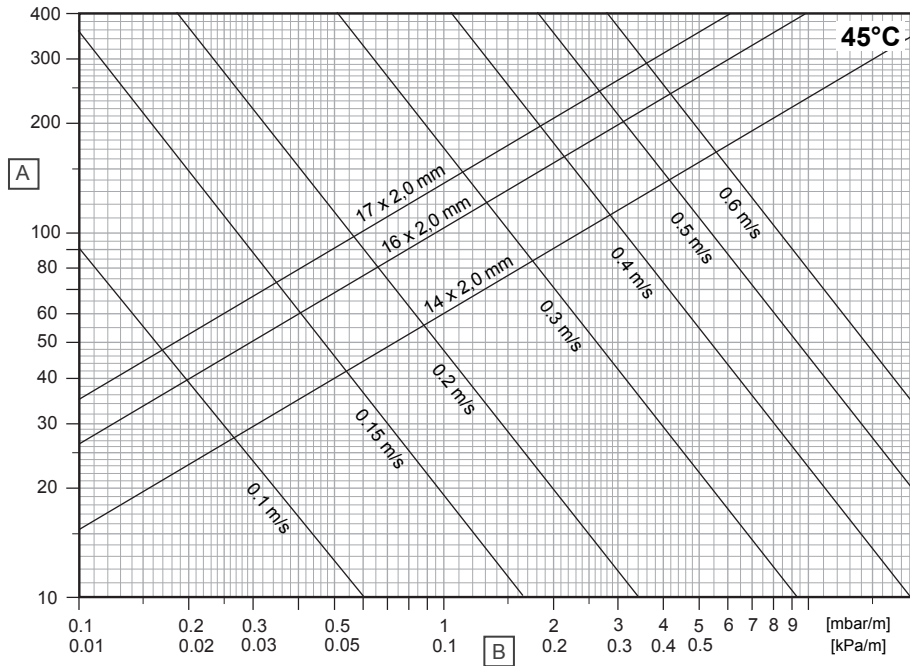 400
45°C
300
200
A
17 x 2,0 mm
16 x 2,0 mm
0.6 m/s
100
0.5 m/s
80
14 x 2,0 mm
0.4 m/s
60
0.3 m/s
50
0.2 m/s
40
30
0.15 m/s
20
0.1 m/s
10
0.1 0.2 0.3 0.5 1 2 3 4 5 6 7 8 9 [mbar/m]
0.01 0.02 0.03 0.05 0.1 0.2 0.3 0.4 0.5 [kPa/m]
B